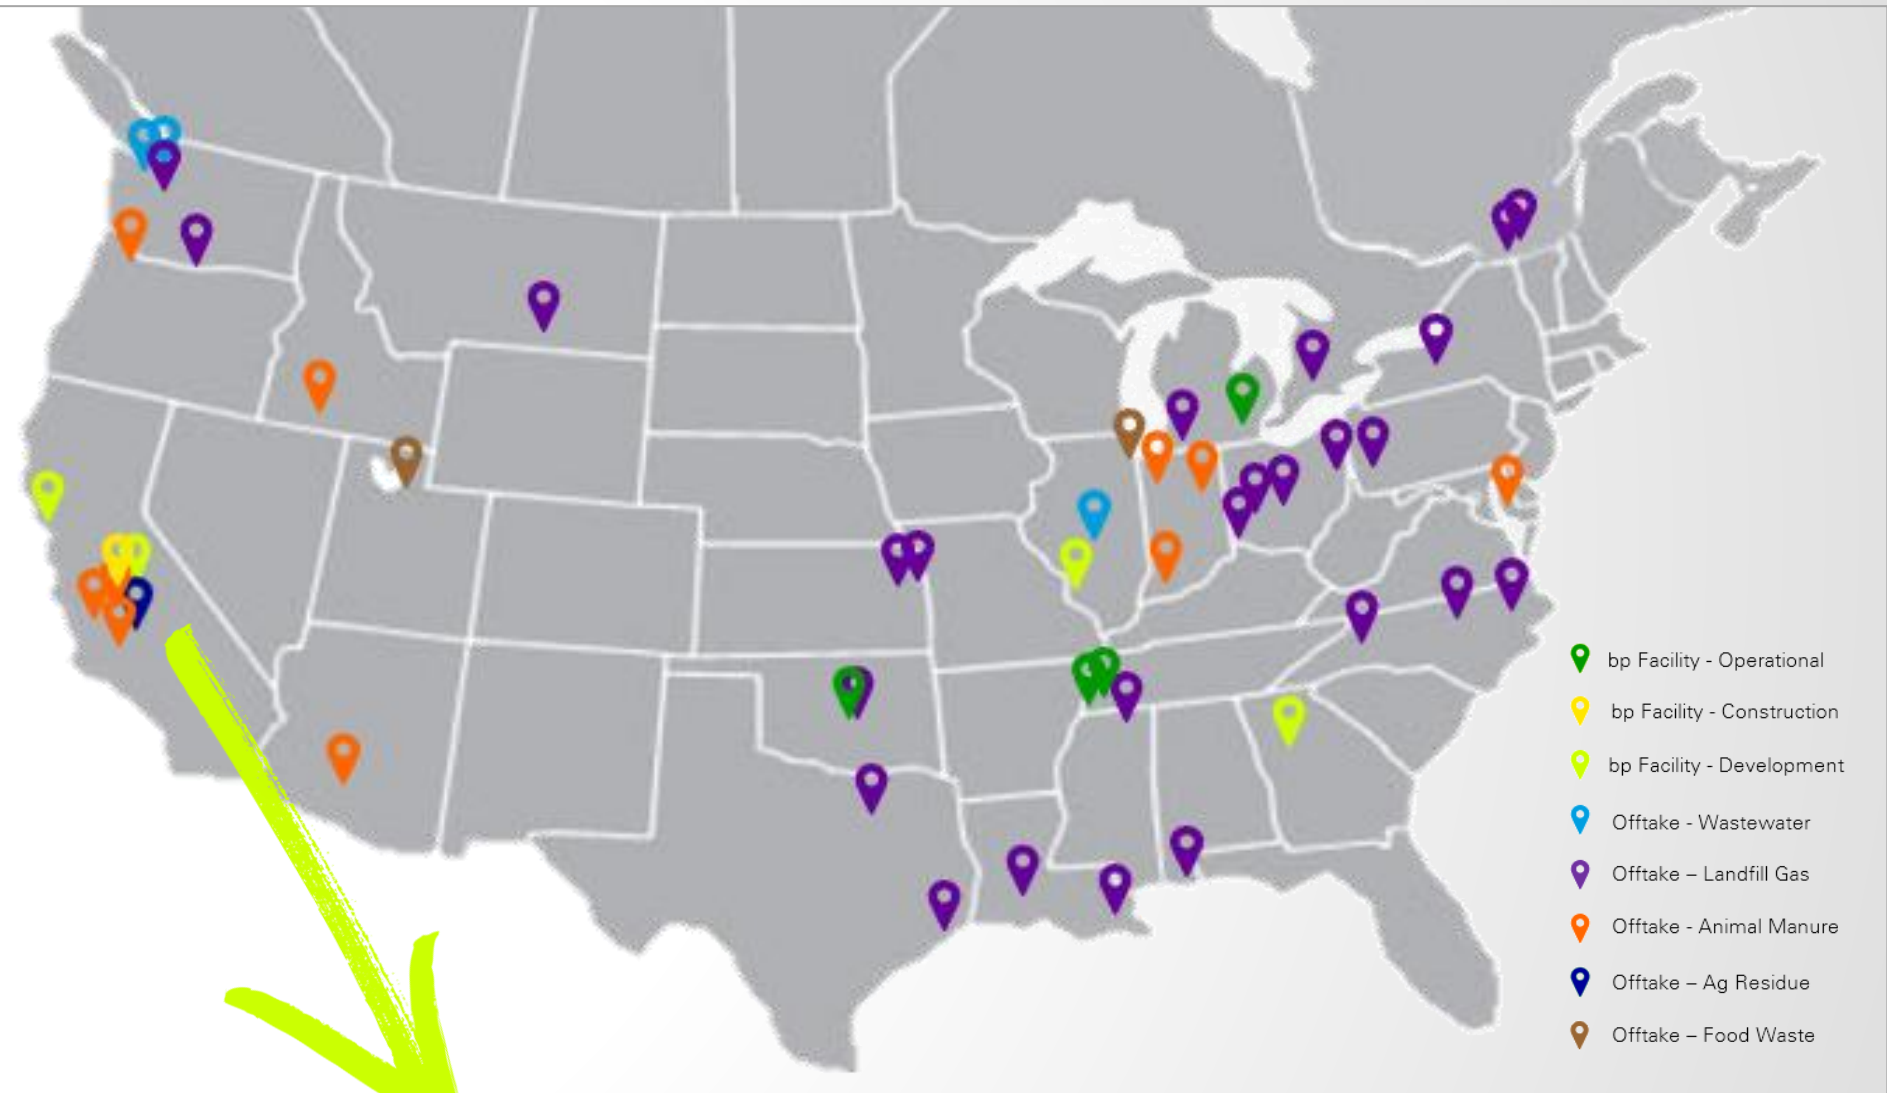 bp Facility - Operational
bp Facility - Construction
bp Facility - Development
Offtake - Wastewater
Offtake – Landfill Gas
Offtake - Animal Manure
Offtake – Ag Residue
Offtake – Food Waste